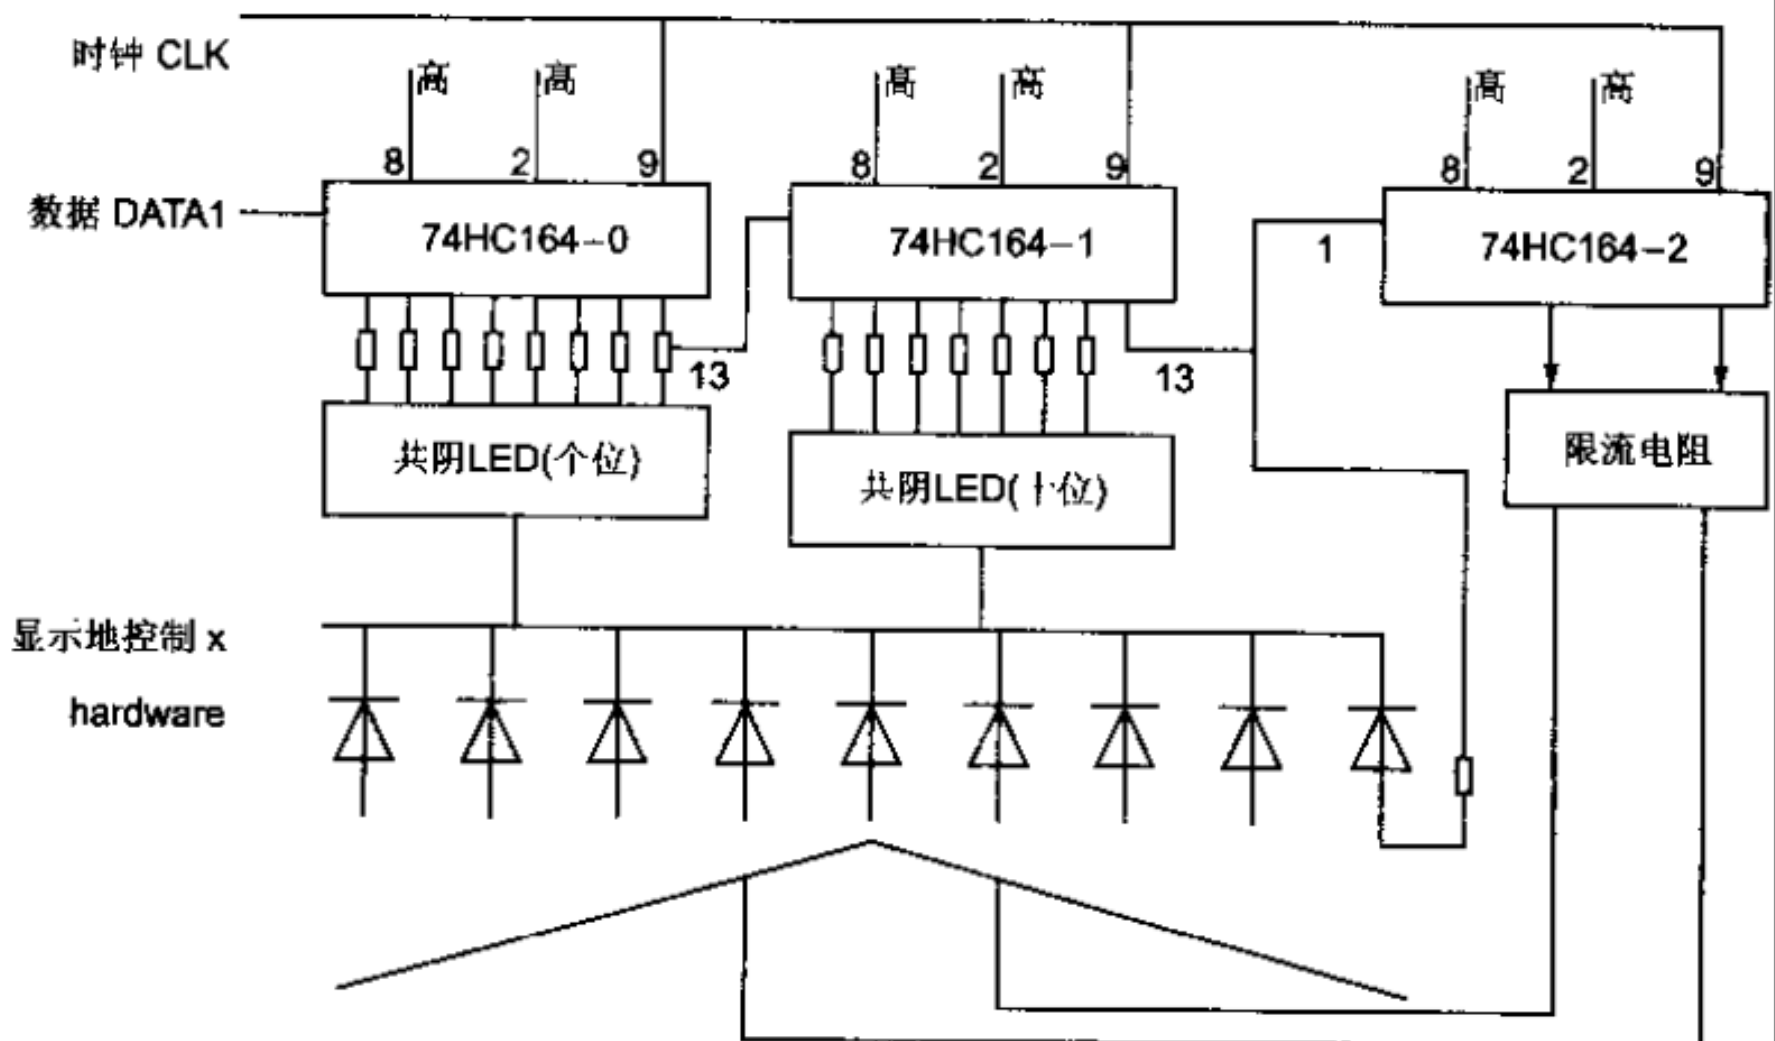 时钟 CLK
高 高 高 高 高 高
8 2 9 8 2 9 8 2 9
数据 DATA1
74HC164-0 74HC164-1 1 74HC164-2
13 13
共阴LED(个位) 共阴LED(十位) 限流电阻
显示地控制 x
hardware